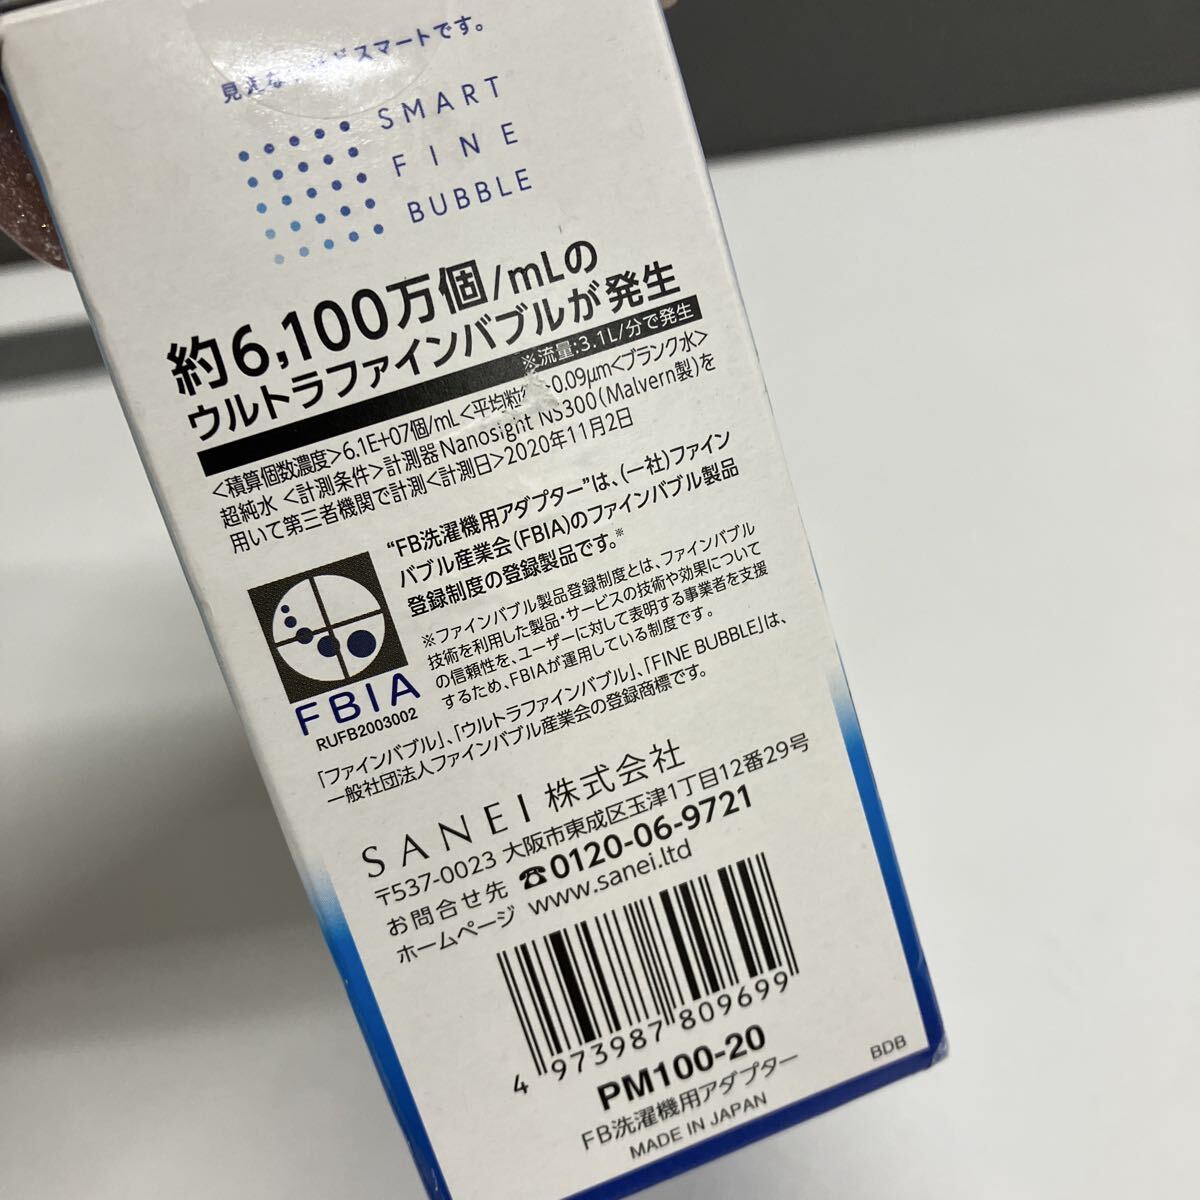 見えな スマートです。
SMART
FINE
BUBBLE
約6,100万個/mLの
ウルトラファインバブルが発生
※流量:3.1L/分で発生
<積算個数濃度>6.1E+07個/mL<平均粒 0.09μm<ブランク水>
超純水 <計測条件>計測器Nanosight NS300(Malvern製)を
用いて第三者機関で計測<計測日>2020年11月2日
"FB洗濯機用アダプター"は、(一社)ファイン
バブル産業会(FBIA)のファインバブル製品
登録制度の登録製品です。※
※ファインバブル製品登録制度とは、ファインバブル
技術を利用した製品・サービスの技術や効果について
の信頼性を、ユーザーに対して表明する事業者を支援
するため、FBIAが運用している制度です。
FBIA
RUFB2003002
「ファインバブル」、「ウルトラファインバブル」、「FINE BUBBLE」は、
一般社団法人ファインバブル産業会の登録商標です。
SANEI 株式会社
〒537-0023 大阪市東成区玉津1丁目12番29号
お問合せ先 ☎0120-06-9721
ホームページ www.sanei.ltd
4 973987 809699
PM100-20
FB洗濯機用アダプター
MADE IN JAPAN
BDB